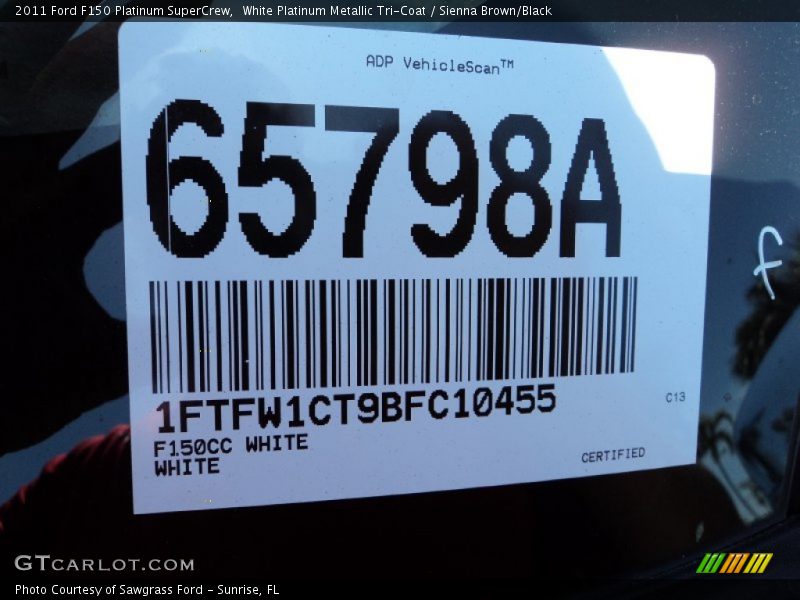 2011 Ford F150 Platinum SuperCrew,  White Platinum Metallic Tri-Coat / Sienna Brown/Black
ADP VehicleScan™
65798A
1FTFW1CT9BFC10455
C13
F150CC WHITE
WHITE
CERTIFIED
f
GTCARLOT.COM
Photo Courtesy of Sawgrass Ford - Sunrise, FL